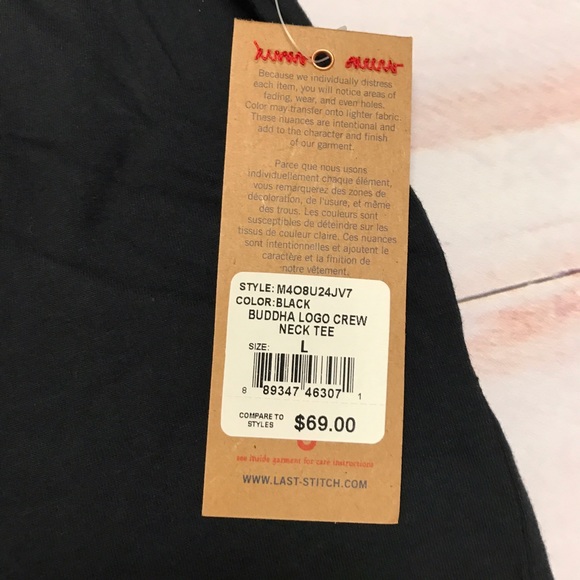 Because we individually distress
each item, you will notice areas of
fading, wear, and even holes.
Color may transfer onto lighter fabric
These nuances are intentional and
add to the character and finish
of our garment.
Parce que nous usons
individuellement chaque élément,
vous remarquerez des zones de
décoloration, de l'usure, et même
des trous. Les couleurs sont
susceptibles de déteindre sur les
tissus de couleur claire. Ces nuances
sont intentionnelles et ajoutent le
caractère et la finition de
notre vêtement.
STYLE: M4O8U24JV7
COLOR:BLACK
BUDDHA LOGO CREW
NECK TEE
SIZE: L
8 89347 46307 1
COMPARE TO
STYLES $69.00
see inside garment for care instructions
WWW.LAST-STITCH.COM